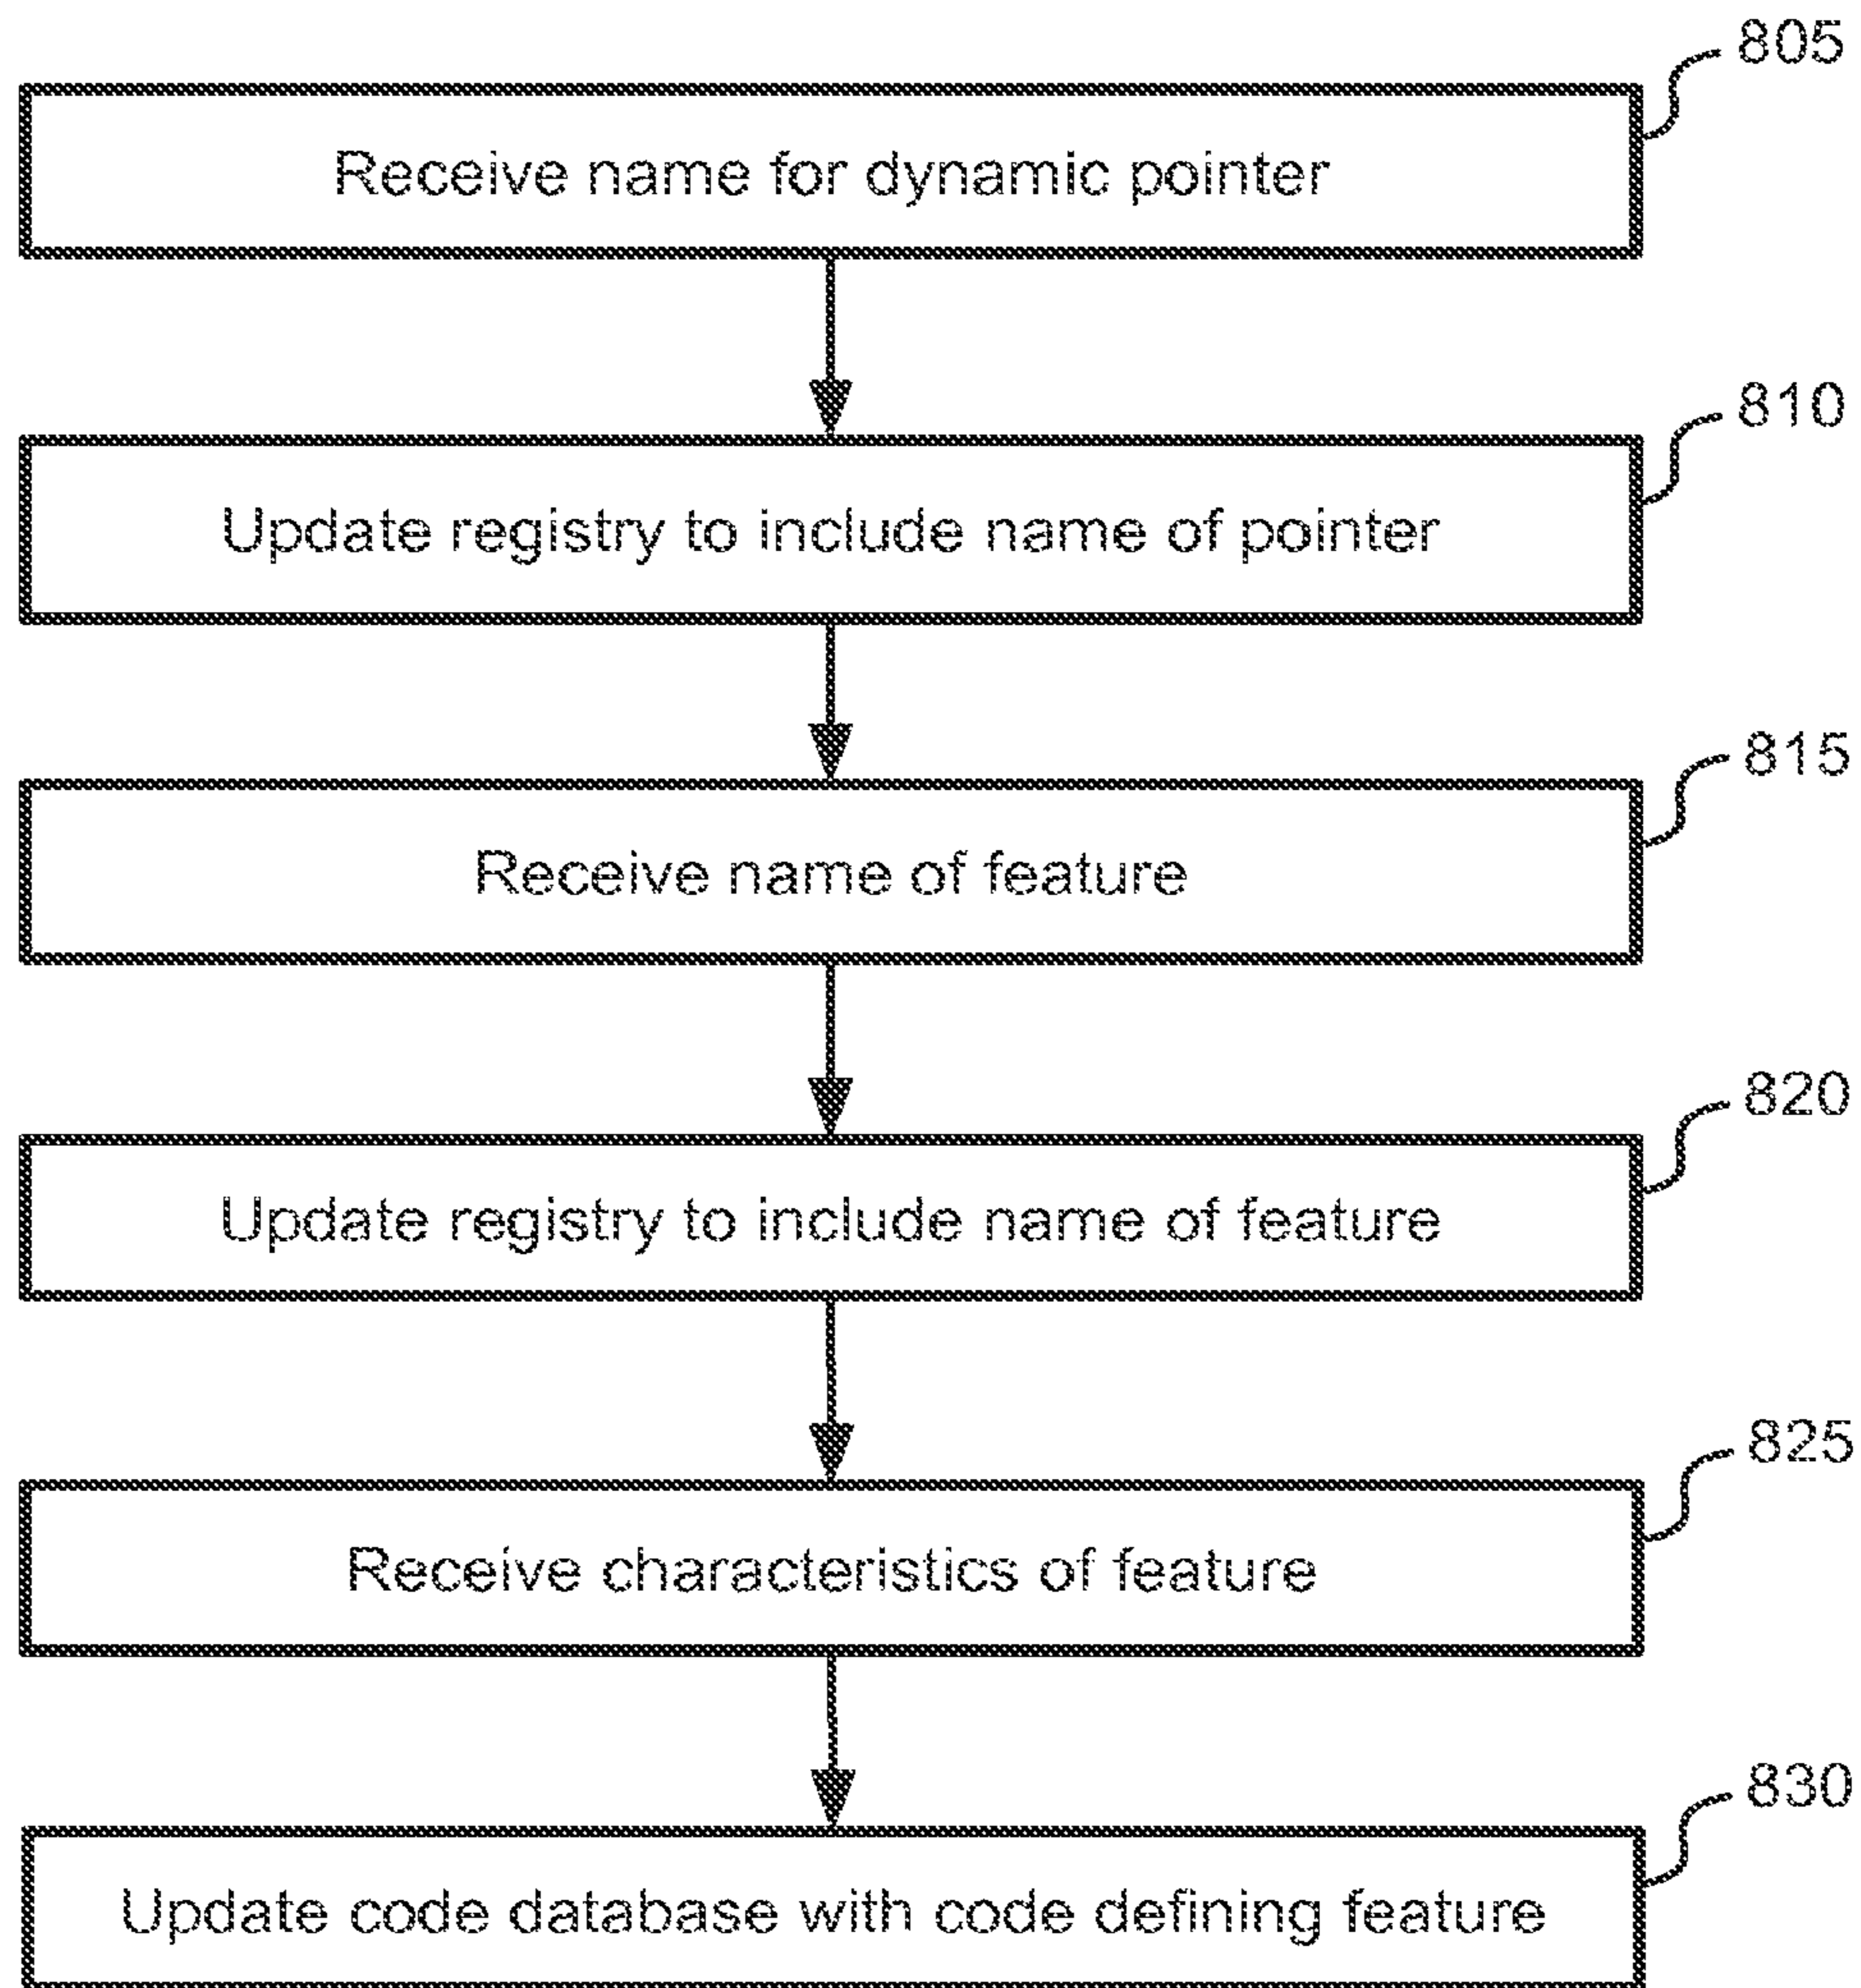 805
Receive name for dynamic pointer
810
Update registry to include name of pointer
815
Receive name of feature
820
Update registry to include name of feature
825
Receive characteristics of feature
830
Update code database with code defining feature